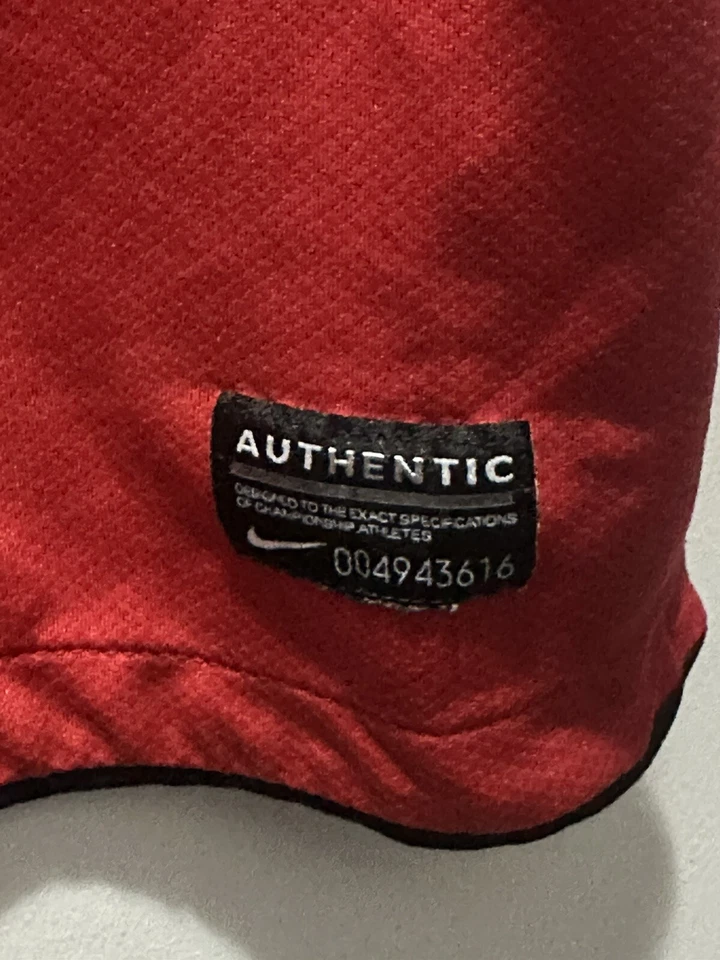 AUTHENTIC
DESIGNED TO THE EXACT SPECIFICATIONS
OF CHAMPIONSHIP ATHLETES
004943616